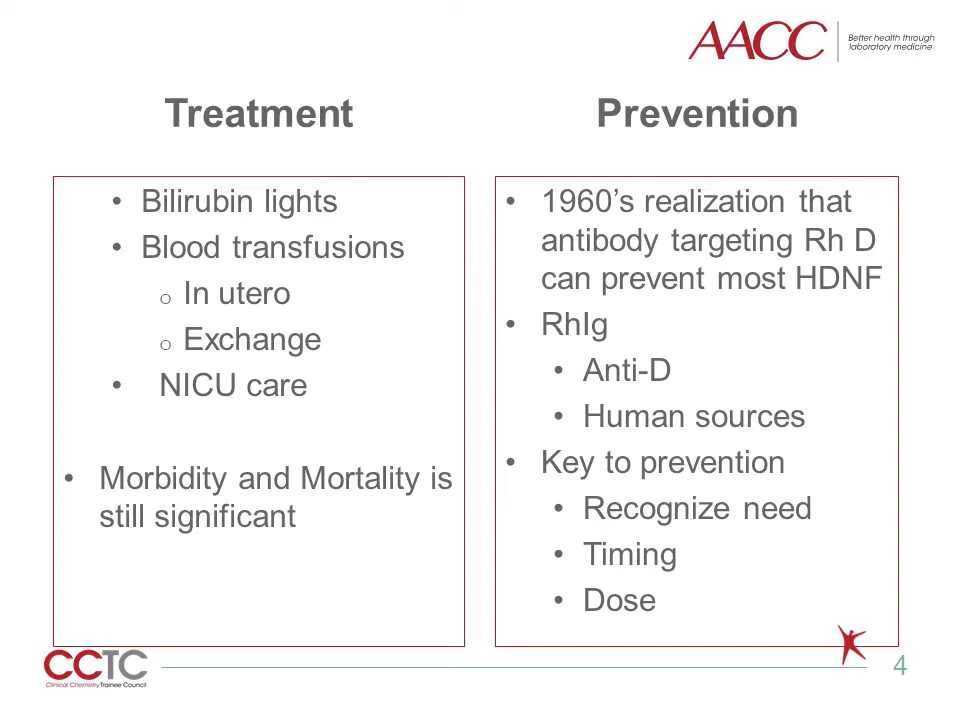 AACC
Better health through
laboratory medicine.
Treatment
• Bilirubin lights
• Blood transfusions
o In utero
o Exchange
• NICU care
• Morbidity and Mortality is
still significant
Prevention
• 1960’s realization that
antibody targeting Rh D
can prevent most HDNF
• RhIg
• Anti-D
• Human sources
• Key to prevention
• Recognize need
• Timing
• Dose
CCTC
Clinical Chemistry Trainee Council
4